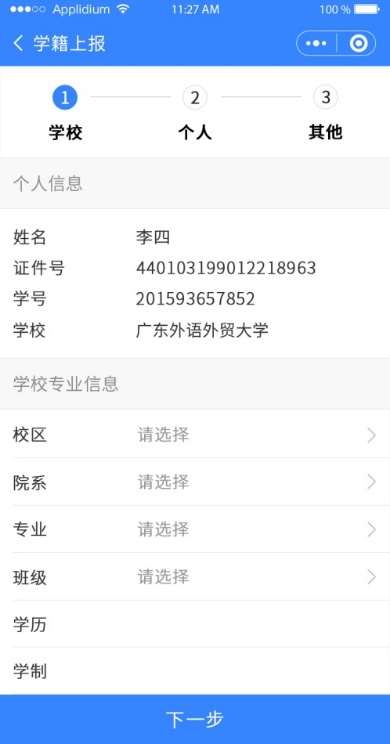 Applidium 11:27 AM 100 %
学籍上报
1 2 3
学校 个人 其他
个人信息
姓名 李四
证件号 440103199012218963
学号 201593657852
学校 广东外语外贸大学
学校专业信息
校区 请选择
院系 请选择
专业 请选择
班级 请选择
学历
学制
下一步